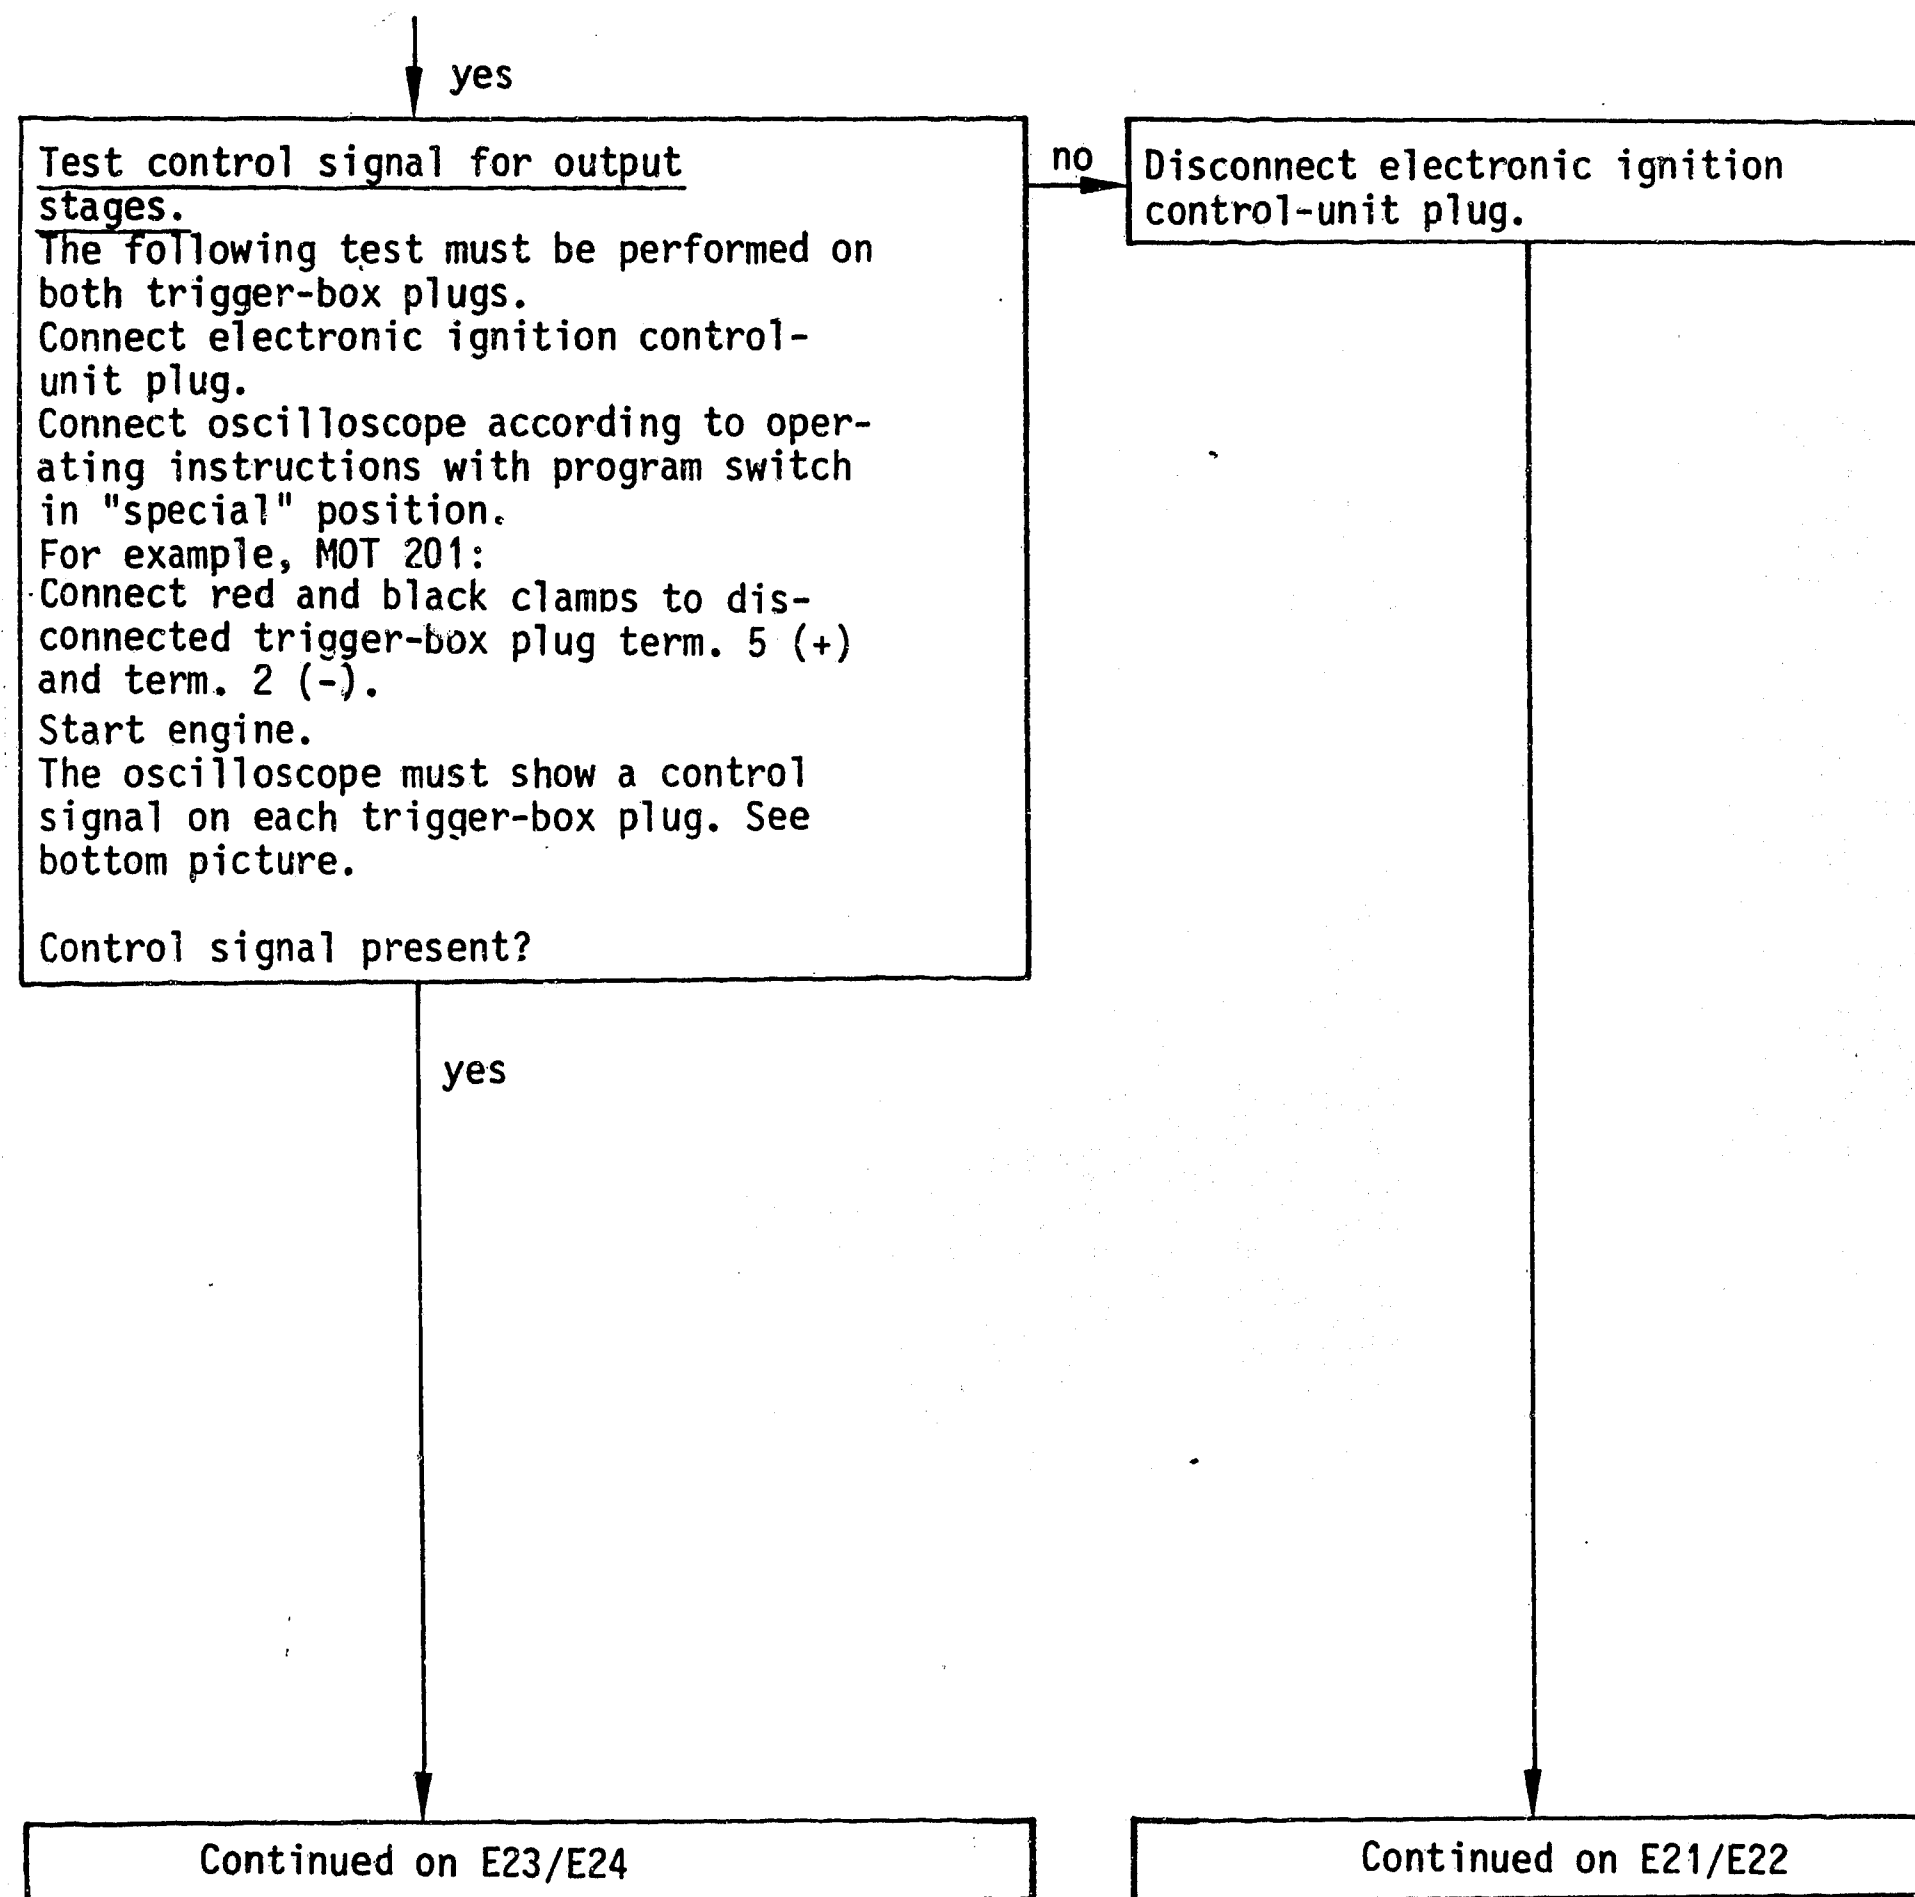 yes
Test control signal for output
stages.
The following test must be performed on
both trigger-box plugs.
Connect electronic ignition control-
unit plug.
Connect oscilloscope according to oper-
ating instructions with program switch
in "special" position.
For example, MOT 201:
Connect red and black clamps to dis-
connected trigger-box plug term. 5 (+)
and term. 2 (-).
Start engine.
The oscilloscope must show a control
signal on each trigger-box plug. See
bottom picture.
Control signal present?
no
Disconnect electronic ignition
control-unit plug.
yes
Continued on E23/E24
Continued on E21/E22